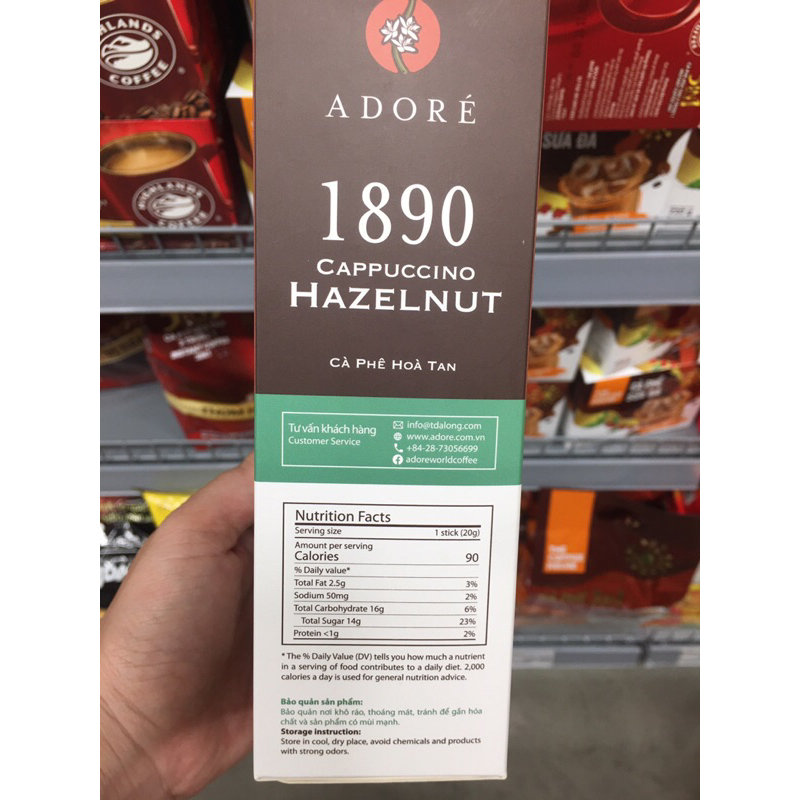 HIGHLANDS
COFFEE
HIGHLANDS
COFFEE
SỮA ĐÁ
ADORÉ
1890
CAPPUCCINO
HAZELNUT
CÀ PHÊ HOÀ TAN
Tư vấn khách hàng
Customer Service
info@tdalong.com
www.adore.com.vn
+84-28-73056699
adoreworldcoffee
Nutrition Facts
Serving size 1 stick (20g)
Amount per serving
Calories 90
% Daily value*
Total Fat 2.5g 3%
Sodium 50mg 2%
Total Carbohydrate 16g 6%
Total Sugar 14g 23%
Protein <1g 2%
* The % Daily Value (DV) tells you how much a nutrient
in a serving of food contributes to a daily diet. 2,000
calories a day is used for general nutrition advice.
Bảo quản sản phẩm:
Bảo quản nơi khô ráo, thoáng mát, tránh để gần hóa
chất và sản phẩm có mùi mạnh.
Storage instruction:
Store in cool, dry place, avoid chemicals and products
with strong odors.